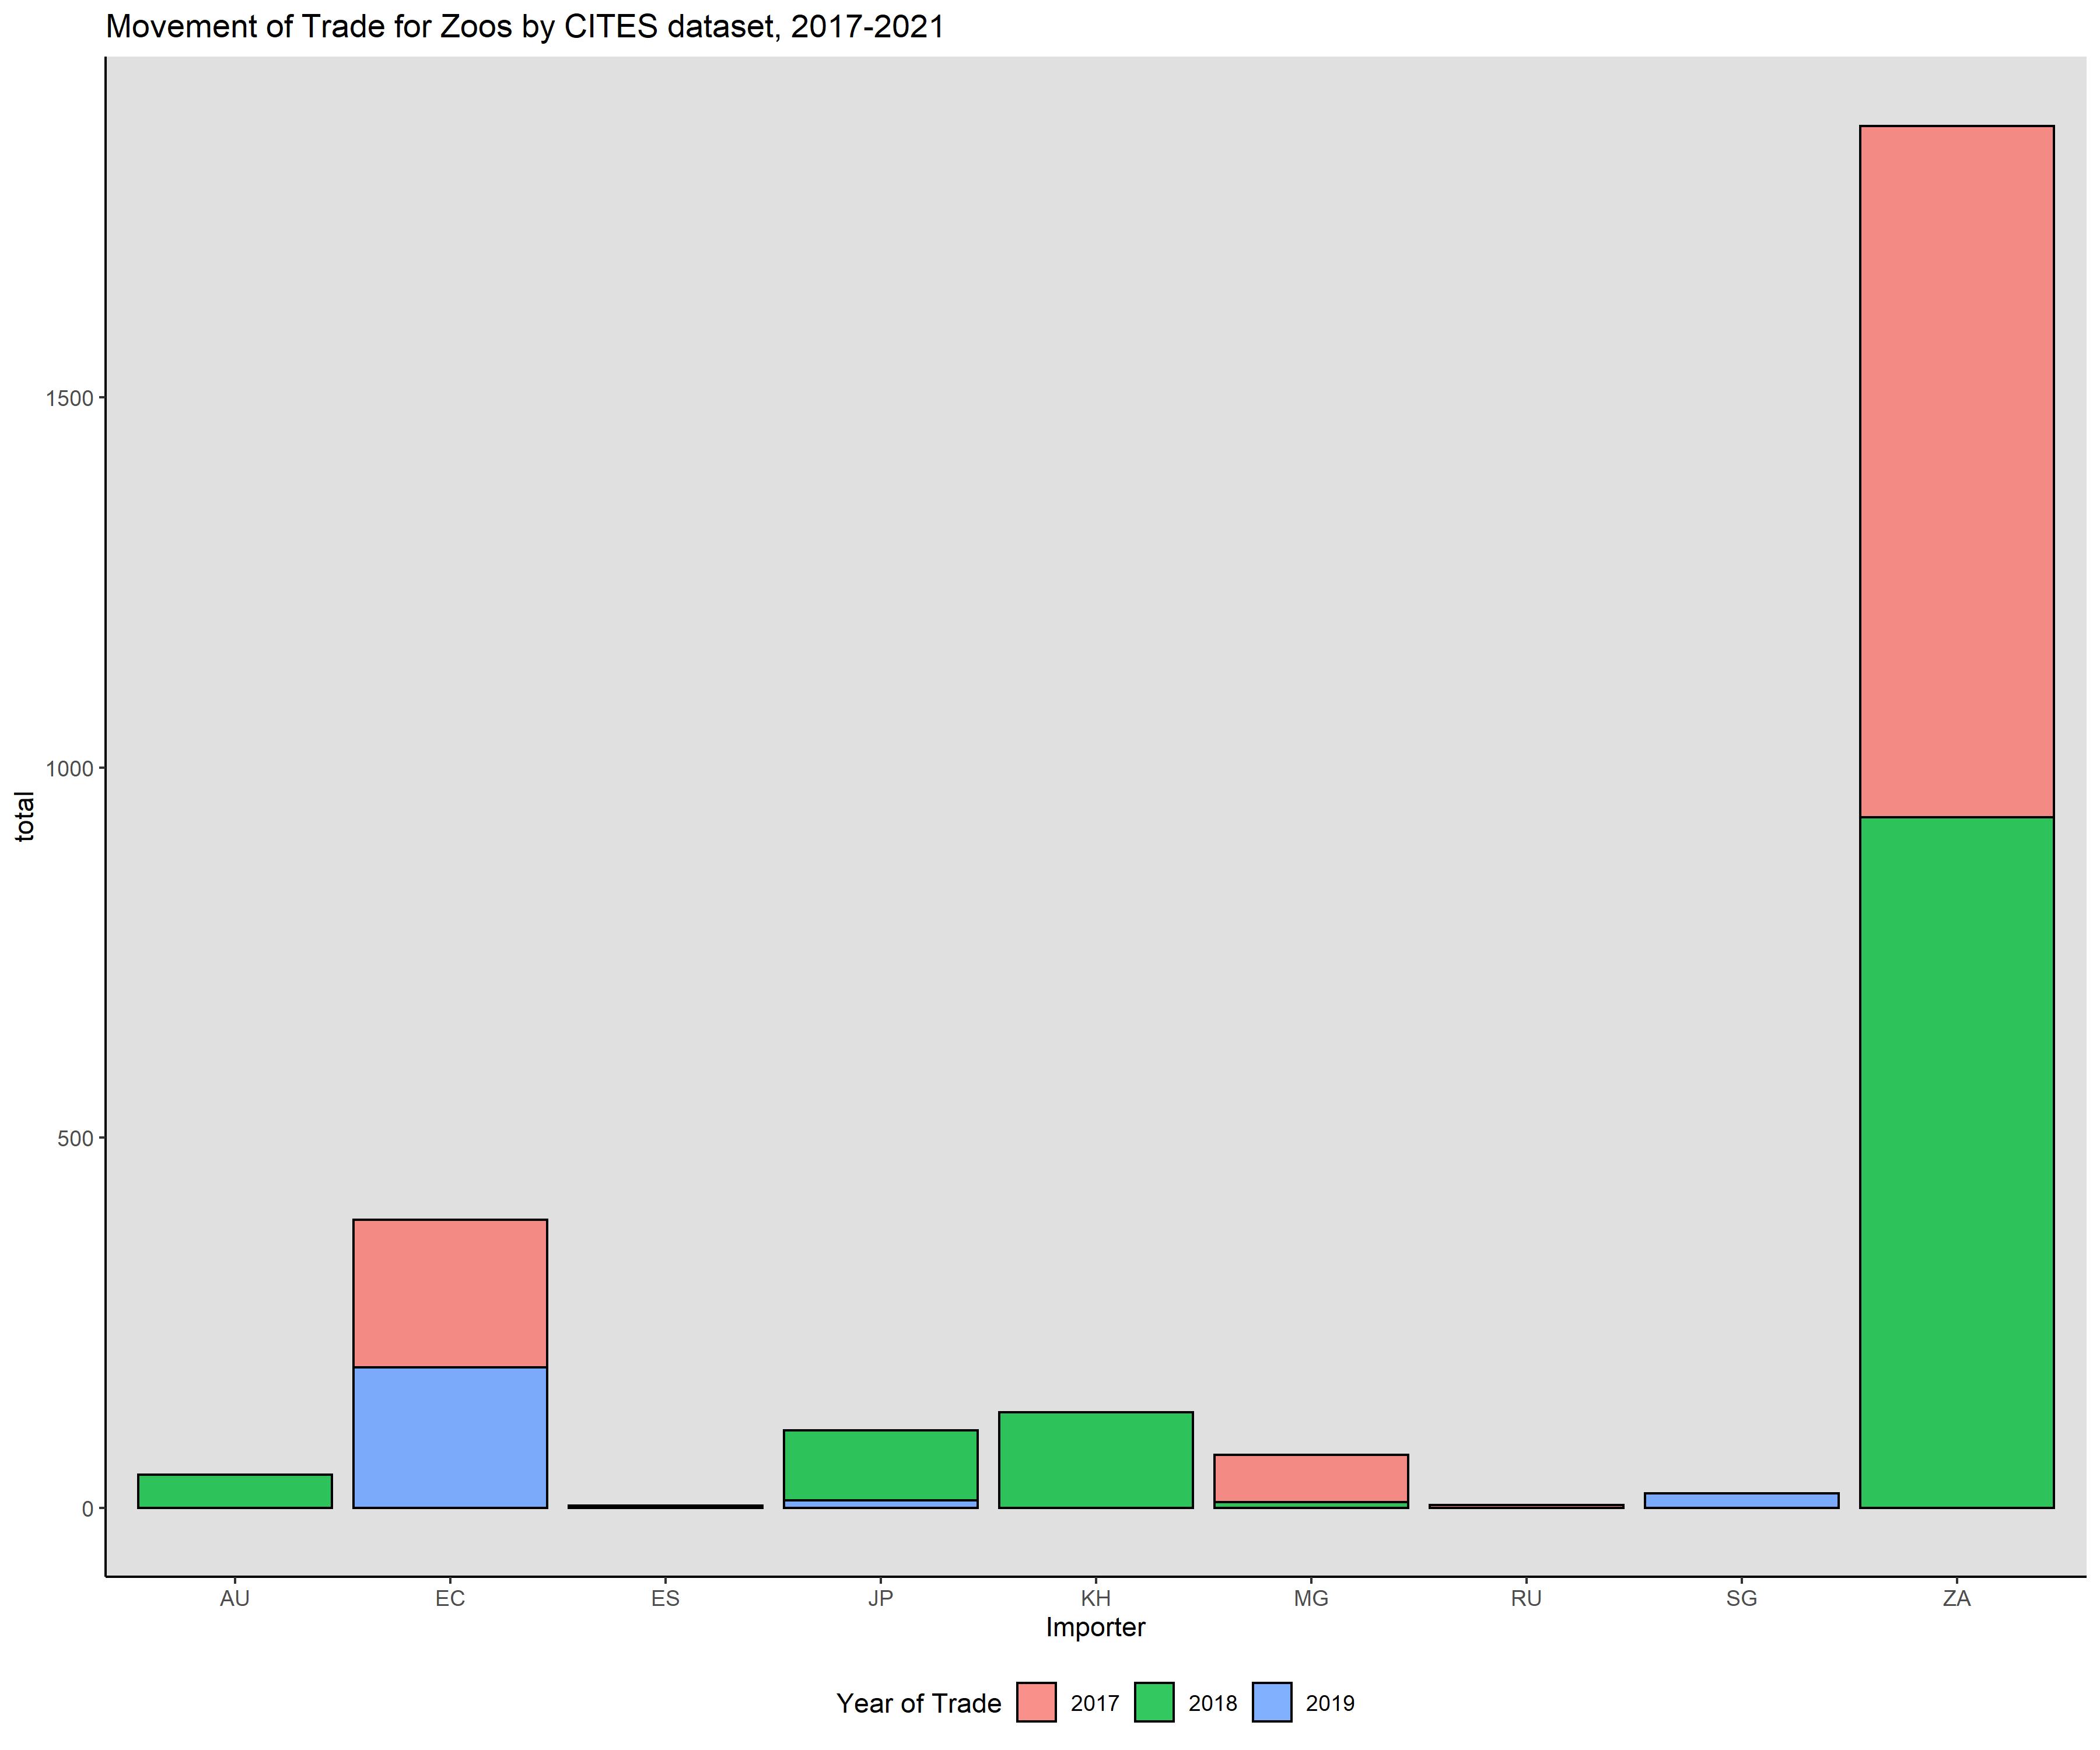 Movement of Trade for Zoos by CITES dataset, 2017-2021
total
1500
1000
500
0
AU EC ES JP KH MG RU SG ZA
Importer
Year of Trade 2017 2018 2019